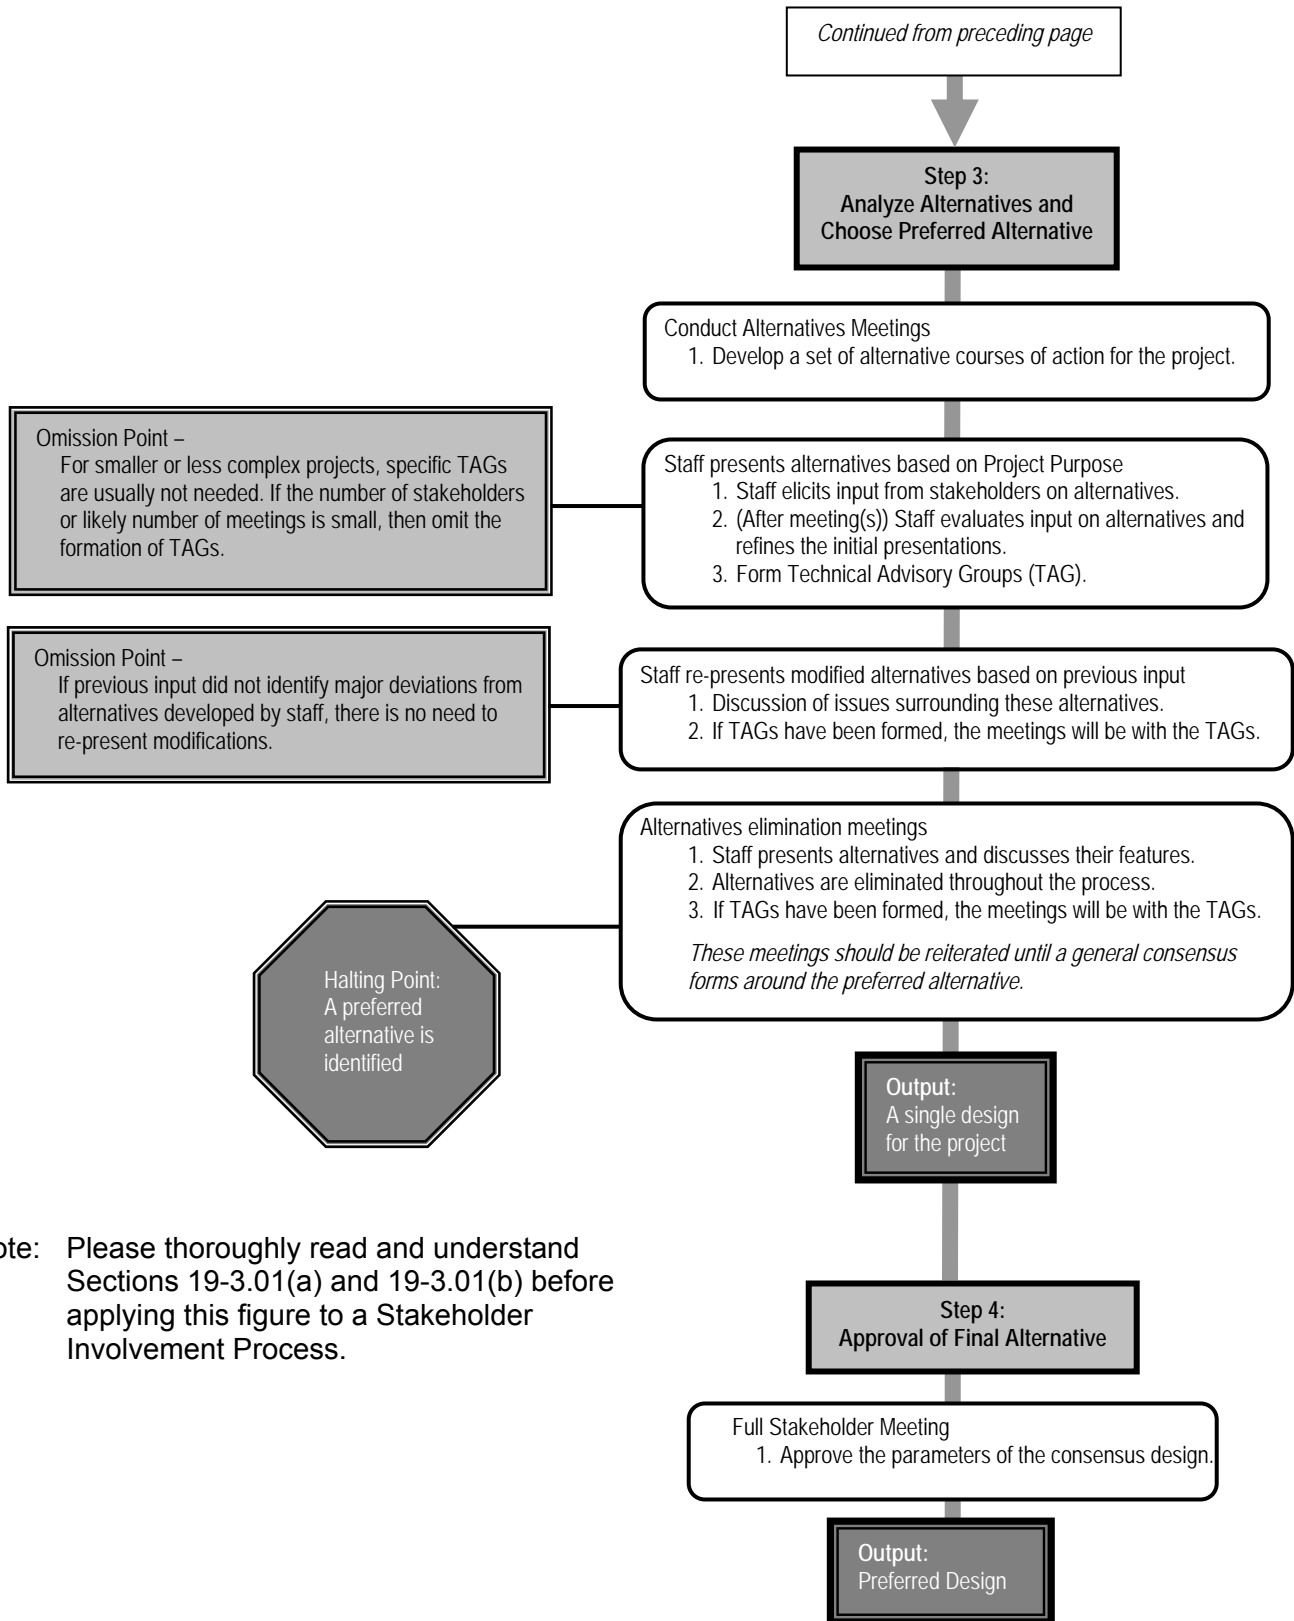 Continued from preceding page
Step 3:
Analyze Alternatives and
Choose Preferred Alternative
Conduct Alternatives Meetings
1. Develop a set of alternative courses of action for the project.
Omission Point –
For smaller or less complex projects, specific TAGs
are usually not needed. If the number of stakeholders
or likely number of meetings is small, then omit the
formation of TAGs.
Staff presents alternatives based on Project Purpose
1. Staff elicits input from stakeholders on alternatives.
2. (After meeting(s)) Staff evaluates input on alternatives and
refines the initial presentations.
3. Form Technical Advisory Groups (TAG).
Omission Point –
If previous input did not identify major deviations from
alternatives developed by staff, there is no need to
re-present modifications.
Staff re-presents modified alternatives based on previous input
1. Discussion of issues surrounding these alternatives.
2. If TAGs have been formed, the meetings will be with the TAGs.
Alternatives elimination meetings
1. Staff presents alternatives and discusses their features.
2. Alternatives are eliminated throughout the process.
3. If TAGs have been formed, the meetings will be with the TAGs.
These meetings should be reiterated until a general consensus
forms around the preferred alternative.
Halting Point:
A preferred
alternative is
identified
Output:
A single design
for the project
ote: Please thoroughly read and understand
Sections 19-3.01(a) and 19-3.01(b) before
applying this figure to a Stakeholder
Involvement Process.
Step 4:
Approval of Final Alternative
Full Stakeholder Meeting
1. Approve the parameters of the consensus design.
Output:
Preferred Design